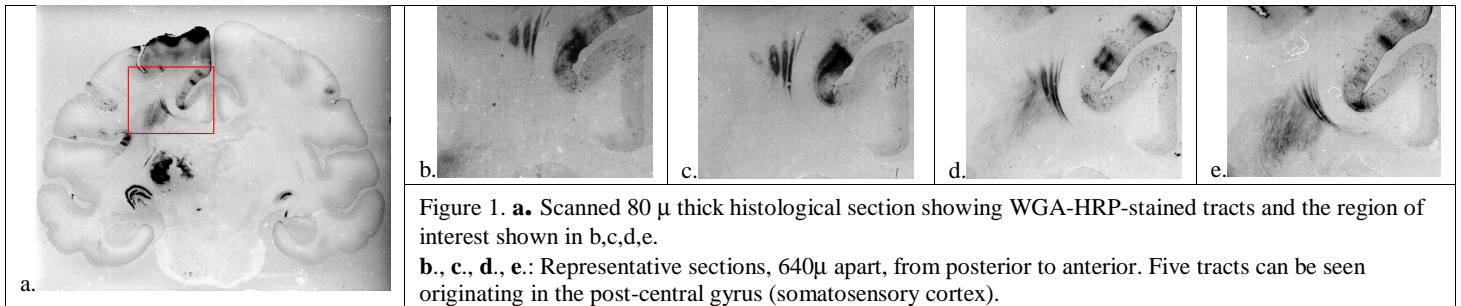 a.
b.
c.
d.
e.
Figure 1. a. Scanned 80 μ thick histological section showing WGA-HRP-stained tracts and the region of
interest shown in b,c,d,e.
b., c., d., e.: Representative sections, 640μ apart, from posterior to anterior. Five tracts can be seen
originating in the post-central gyrus (somatosensory cortex).